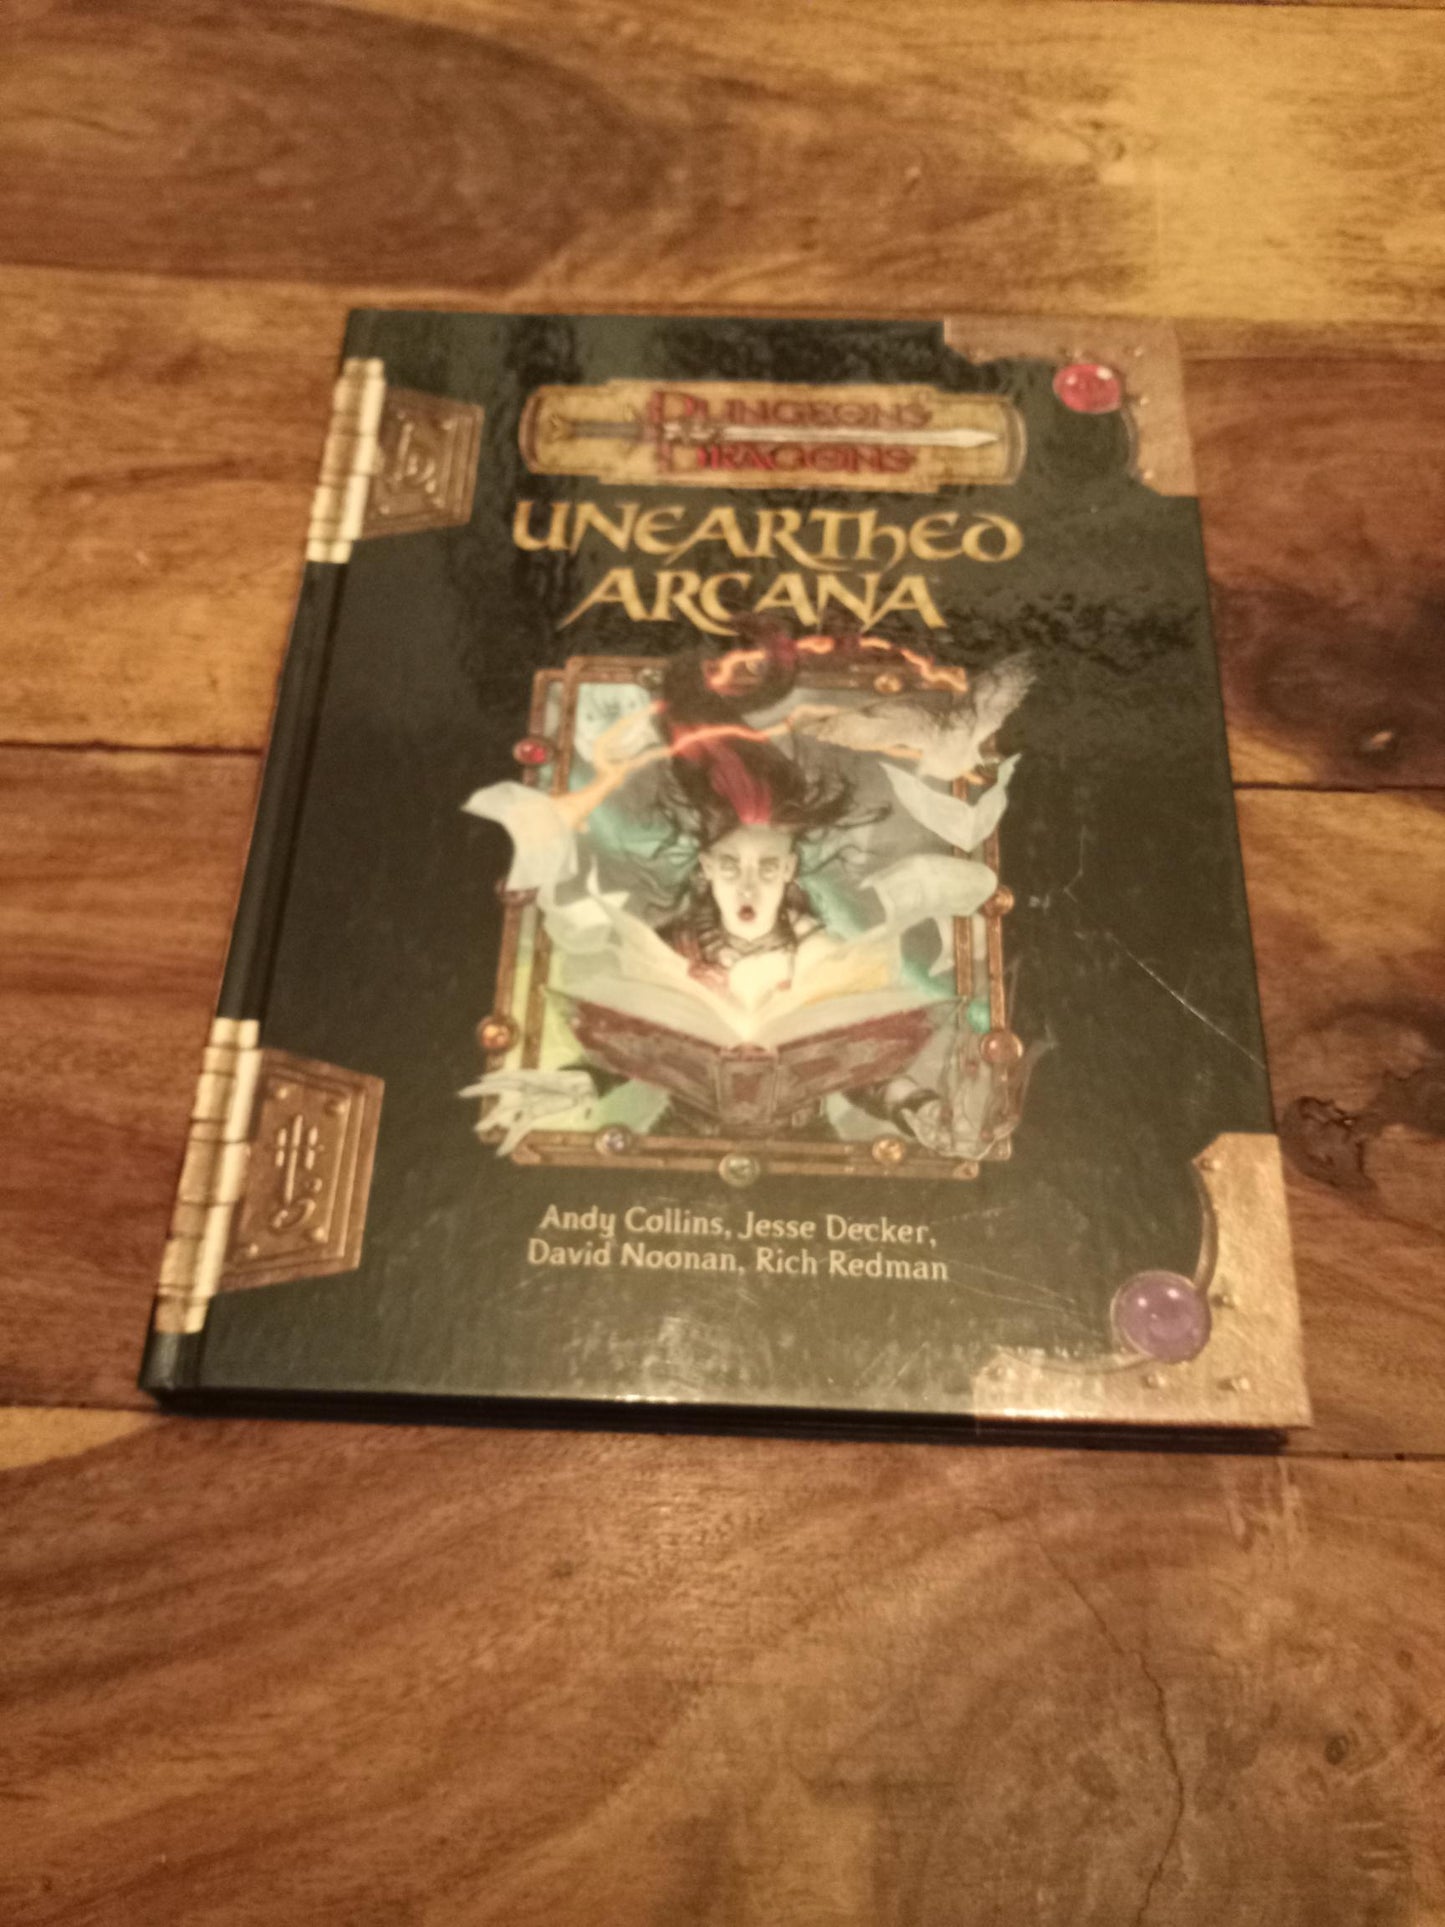 DUNGEONS
DRAGONS
UNEARTHED
ARCANA
Andy Collins, Jesse Decker,
David Noonan, Rich Redman